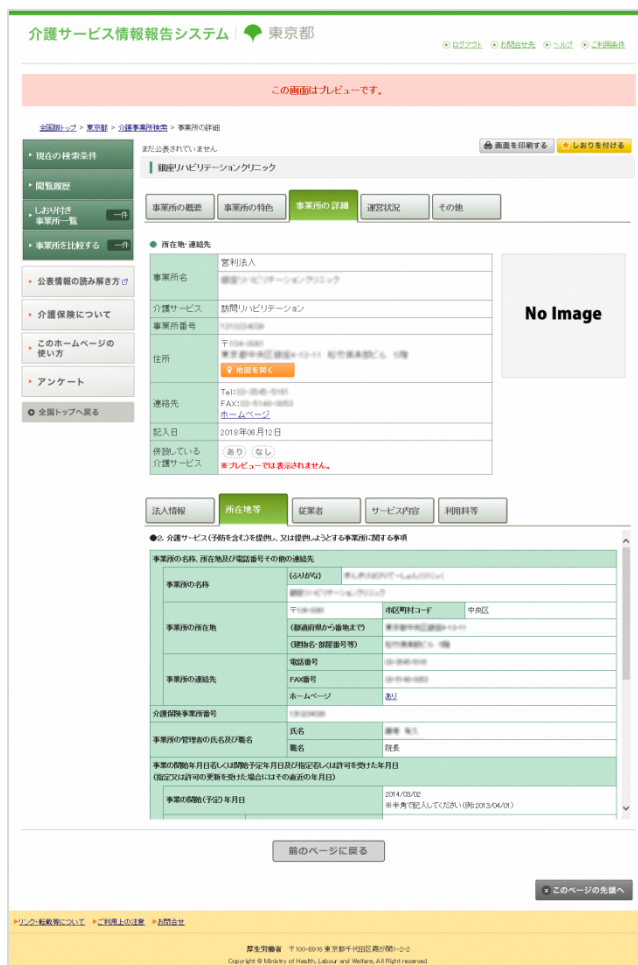 介護サービス情報報告システム 東京都
ログアウト お問合せ先 ヘルプ ご利用条件
この画面はプレビューです。
全国版トップ > 東京都 > 介護事業所検索 > 事業所の詳細
まだ公表されていません
画面を印刷する しおりを付ける
銀座リハビリテーションクリニック
現在の検索条件
閲覧履歴
しおり付き
事業所一覧 一件
事業所を比較する 一件
公表情報の読み解き方
介護保険について
このホームページの
使い方
アンケート
全国トップへ戻る
事業所の概要 事業所の特色 事業所の詳細 運営状況 その他
● 所在地・連絡先
事業所名 営利法人
介護サービス 訪問リハビリテーション
事業所番号
住所 〒
地図を開く
連絡先 Tel:
FAX:
ホームページ
記入日 2018年06月12日
併設している
介護サービス (あり) (なし)
※プレビューでは表示されません。
No Image
法人情報 所在地等 従業者 サービス内容 利用料等
●2. 介護サービス(予防を含む)を提供し、又は提供しようとする事業所に関する事項
事業所の名称、所在地及び電話番号その他の連絡先
事業所の名称 (ふりがな)
事業所の所在地 〒 市区町村コード 中央区
(都道府県から番地まで)
(建物名・部屋番号等)
事業所の連絡先 電話番号
FAX番号
ホームページ あり
介護保険事業所番号
事業所の管理者の氏名及び職名 氏名
職名 院長
事業の開始年月日若しくは開始予定年月日及び指定若しくは許可を受けた年月日
(指定又は許可の更新を受けた場合にはその直近の年月日)
事業の開始(予定)年月日 2014/03/02
※半角で記入してください(例:2013/04/01)
前のページに戻る
このページの先頭へ
リンク・転載等について ご利用上の注意 お問合せ
厚生労働省 〒100-8916 東京都千代田区霞が関1-2-2
Copyright © Ministry of Health, Labour and Welfare, All Right reserved.